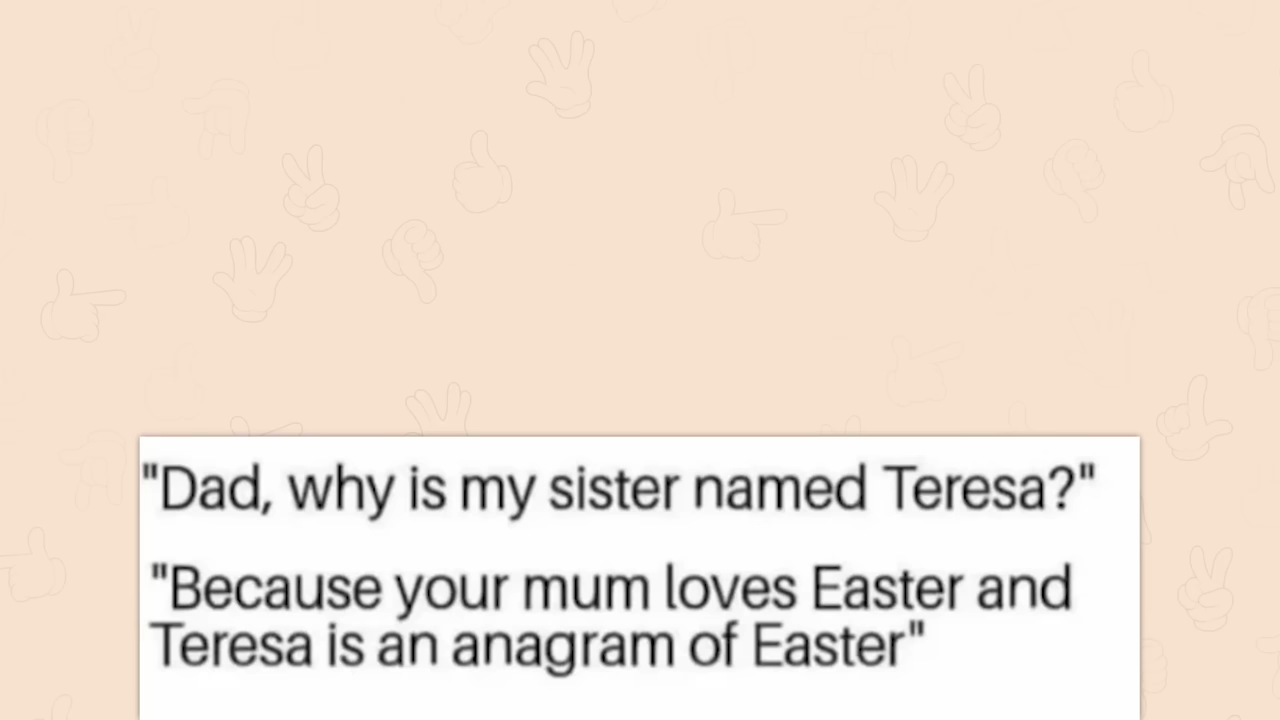 "Dad, why is my sister named Teresa?"
"Because your mum loves Easter and
Teresa is an anagram of Easter"